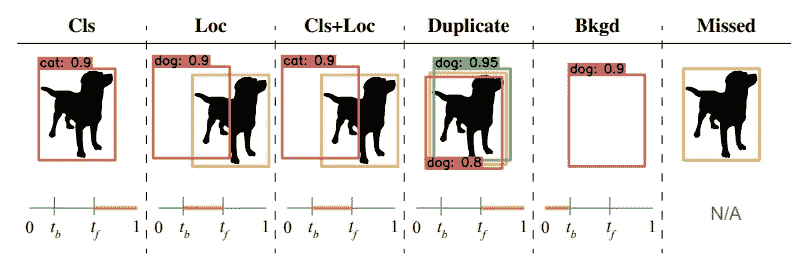 Cls Loc Cls+Loc Duplicate Bkgd Missed
cat: 0.9 dog: 0.9 cat: 0.9 dog: 0.95 dog: 0.9
dog: 0.8
0 t_b t_f 1 0 t_b t_f 1 0 t_b t_f 1 0 t_b t_f 1 0 t_b t_f 1 N/A